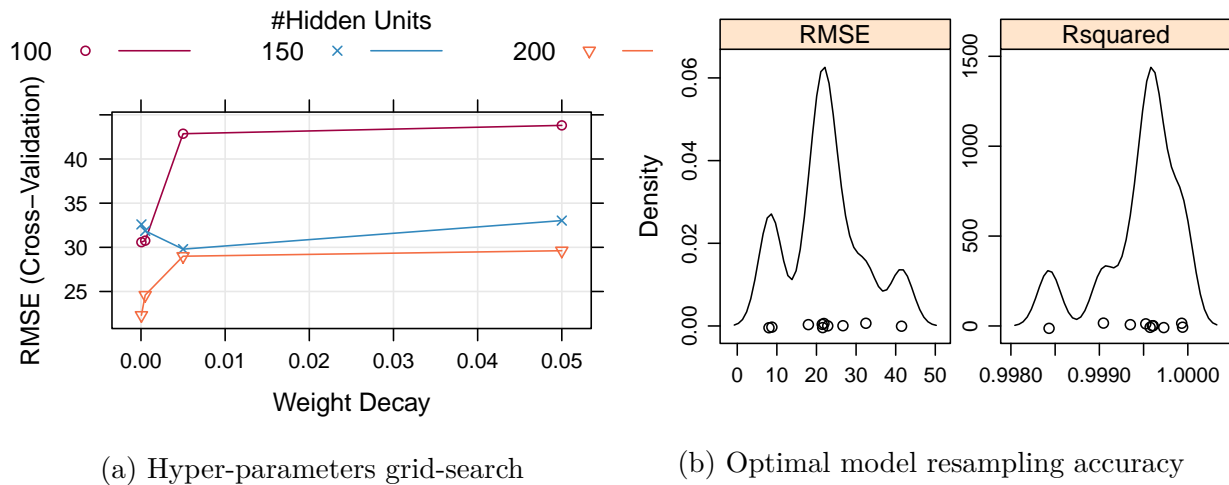 #Hidden Units
100 150 200
RMSE (Cross−Validation)
40
35
30
25
0.00 0.01 0.02 0.03 0.04 0.05
Weight Decay
(a) Hyper-parameters grid-search
RMSE
Density
0.06
0.04
0.02
0.00
0 10 20 30 40 50
Rsquared
1500
1000
500
0
0.9980 0.9990 1.0000
(b) Optimal model resampling accuracy